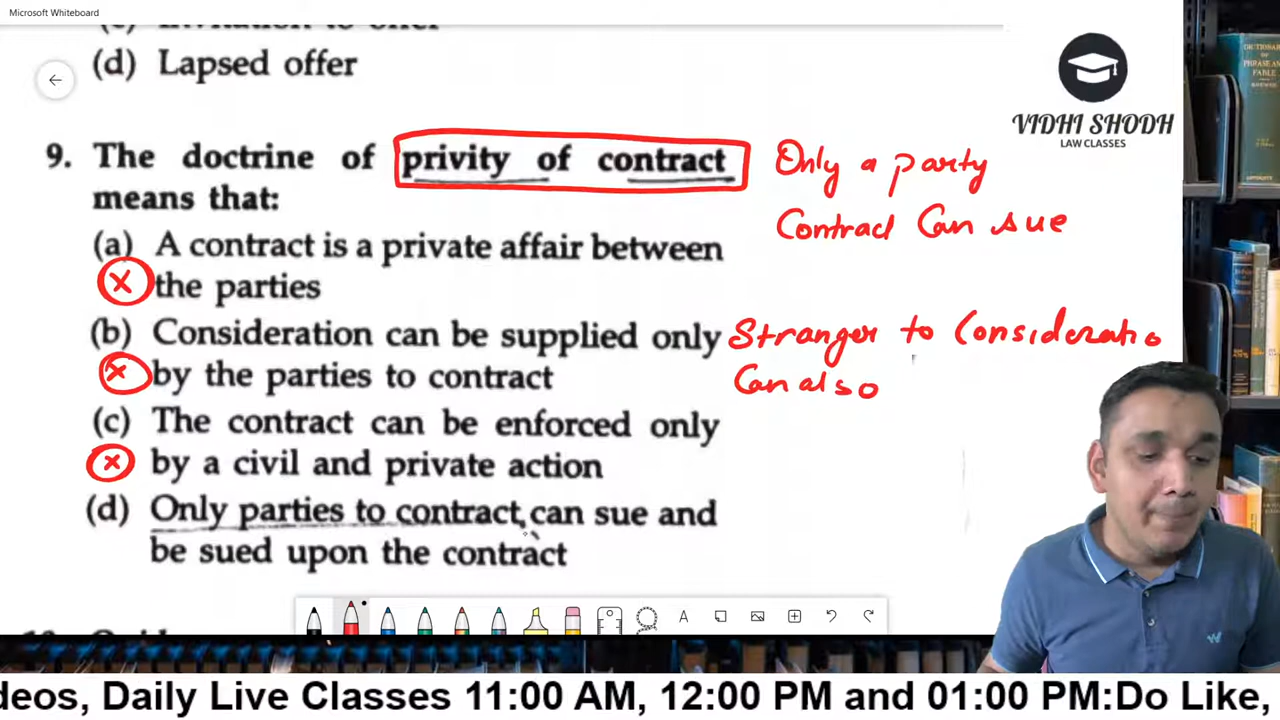 Microsoft Whiteboard
(d) Lapsed offer
VIDHI SHODH
LAW CLASSES
9. The doctrine of privity of contract
means that:
Only a party
Contract Can sue
(a) A contract is a private affair between
the parties
(b) Consideration can be supplied only
by the parties to contract
Stranger to Consideratio
Can also
(c) The contract can be enforced only
by a civil and private action
(d) Only parties to contract can sue and
be sued upon the contract
deos, Daily Live Classes 11:00 AM, 12:00 PM and 01:00 PM:Do Like,